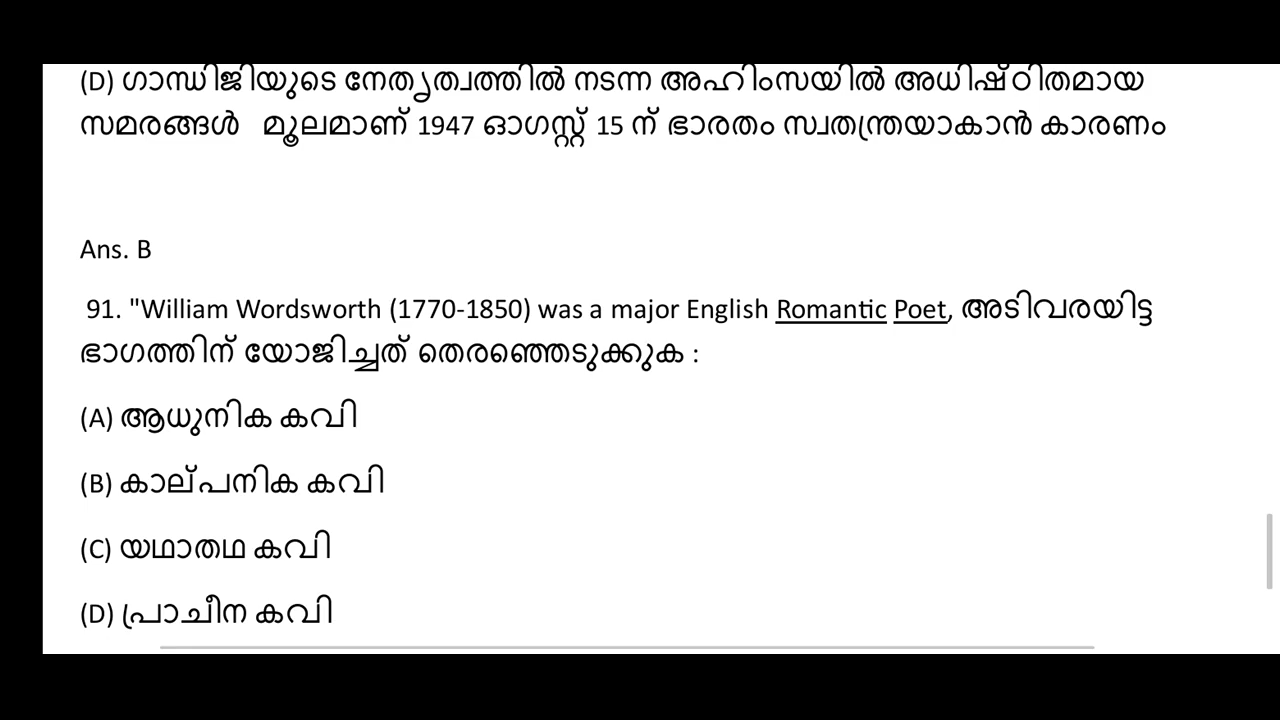 (D) ഗാന്ധിജിയുടെ നേതൃത്വത്തിൽ നടന്ന അഹിംസയിൽ അധിഷ്ഠിതമായ
സമരങ്ങൾ മൂലമാണ് 1947 ഓഗസ്റ്റ് 15 ന് ഭാരതം സ്വതന്ത്രയാകാൻ കാരണം
Ans. B
91. "William Wordsworth (1770-1850) was a major English Romantic Poet, അടിവരയിട്ട
ഭാഗത്തിന് യോജിച്ചത് തെരഞ്ഞെടുക്കുക :
(A) ആധുനിക കവി
(B) കാല്പനിക കവി
(C) യഥാതഥ കവി
(D) പ്രാചീന കവി